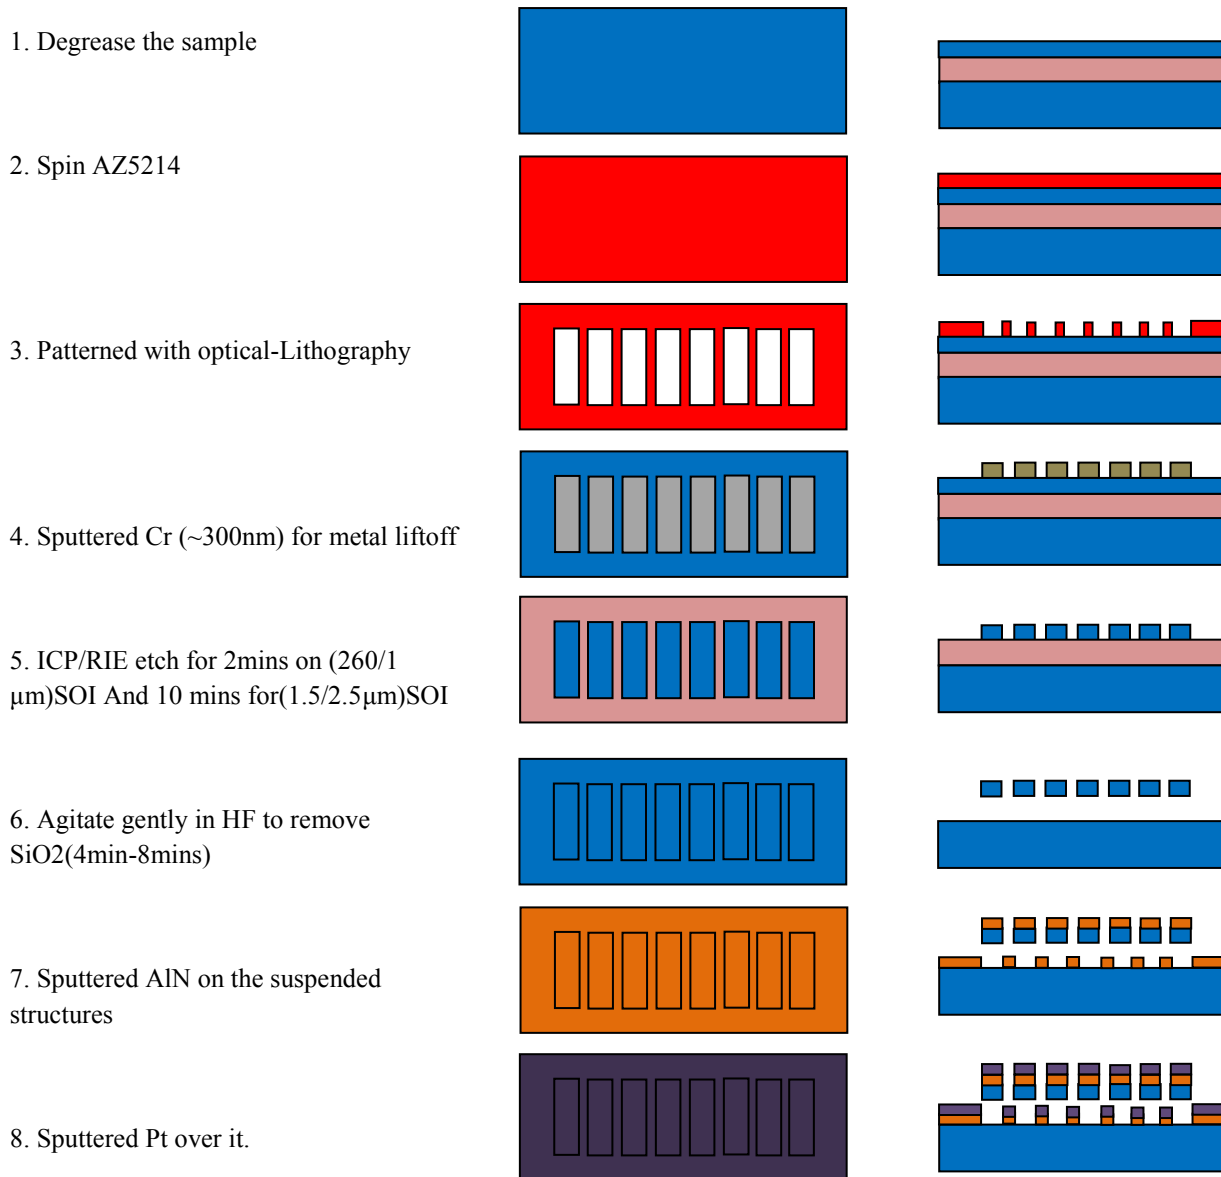 1. Degrease the sample
2. Spin AZ5214
3. Patterned with optical-Lithography
4. Sputtered Cr (~300nm) for metal liftoff
5. ICP/RIE etch for 2mins on (260/1
μm)SOI And 10 mins for(1.5/2.5μm)SOI
6. Agitate gently in HF to remove
SiO2(4min-8mins)
7. Sputtered AlN on the suspended
structures
8. Sputtered Pt over it.